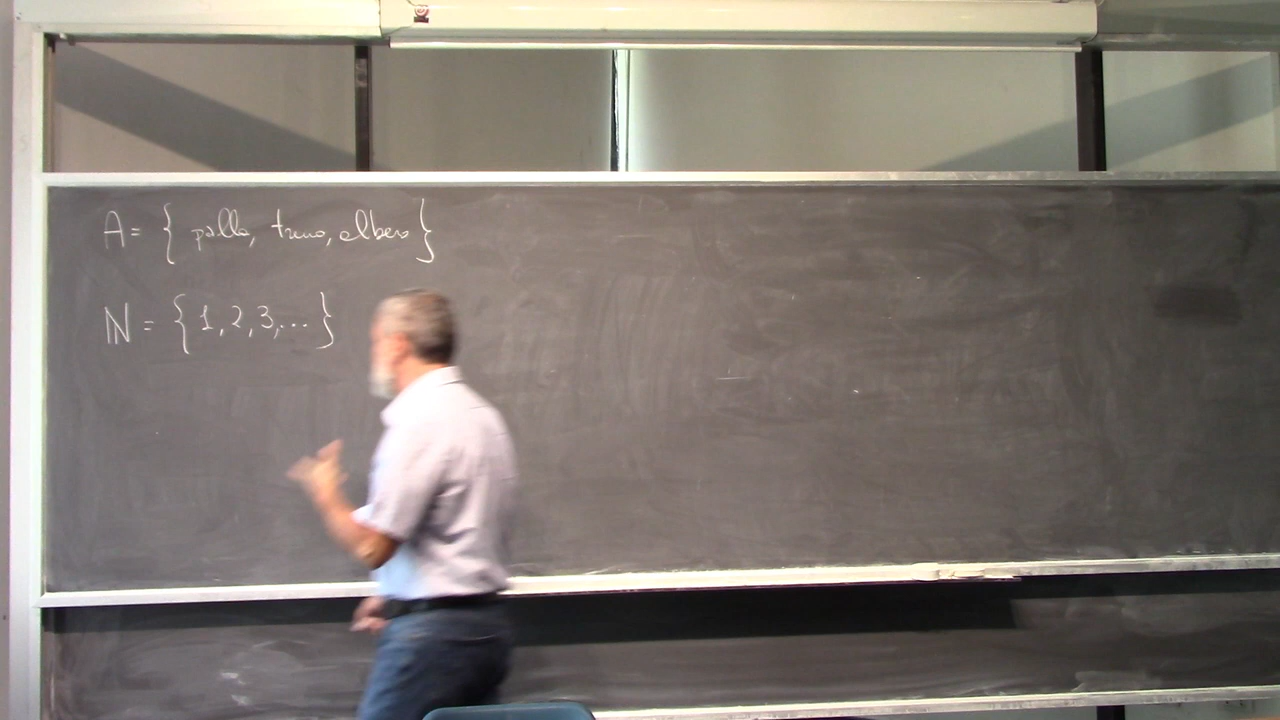 A = { palla, treno, albero }
ℕ = { 1, 2, 3, ... }